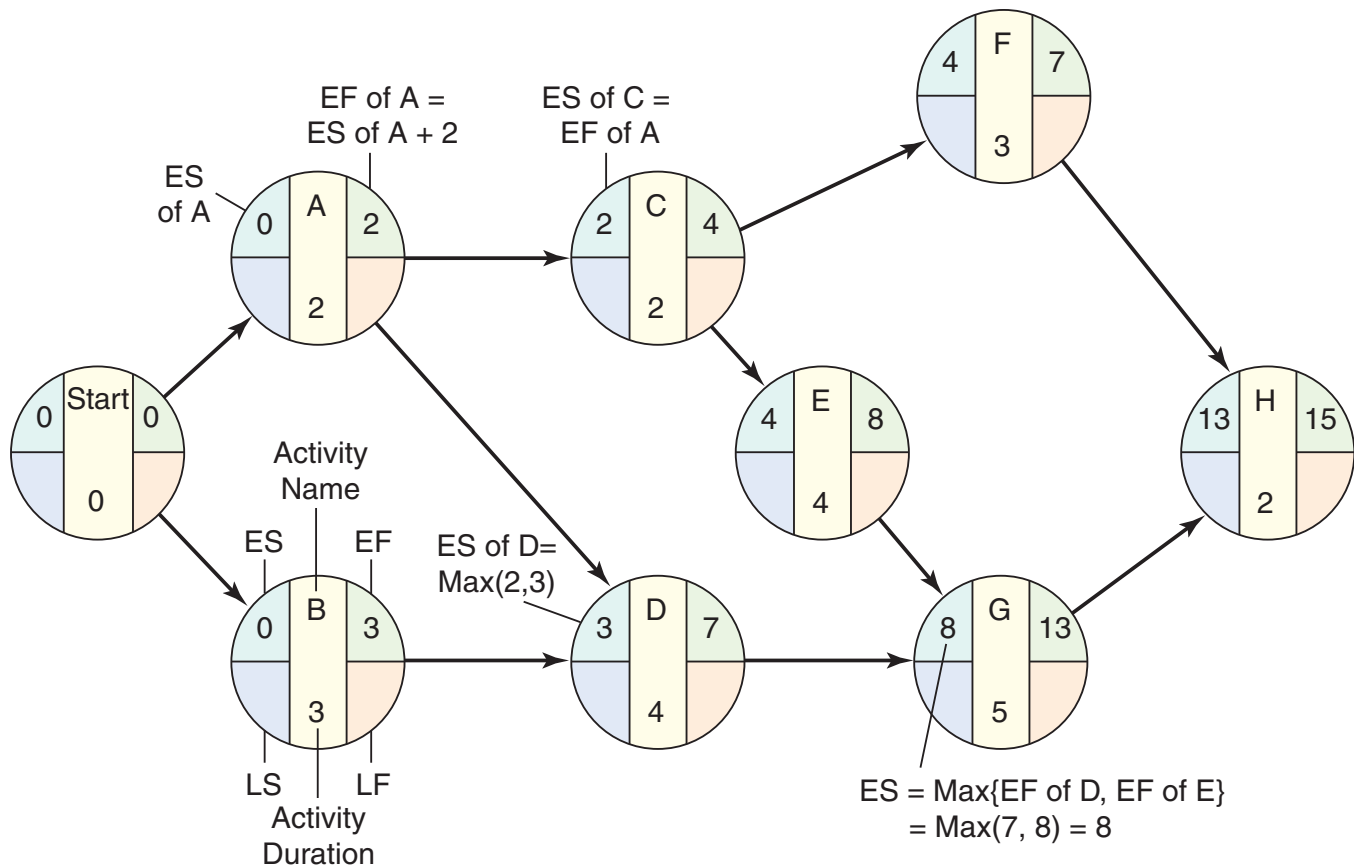 F
4
7
3
EF of A =
ES of A + 2
ES of C =
EF of A
ES
of A
A
0
2
2
C
2
4
2
Start
0
0
0
E
4
8
4
H
13
15
2
Activity
Name
ES
EF
B
0
3
3
LS
LF
Activity
Duration
ES of D=
Max(2,3)
D
3
7
4
G
8
13
5
ES = Max{EF of D, EF of E}
= Max(7, 8) = 8